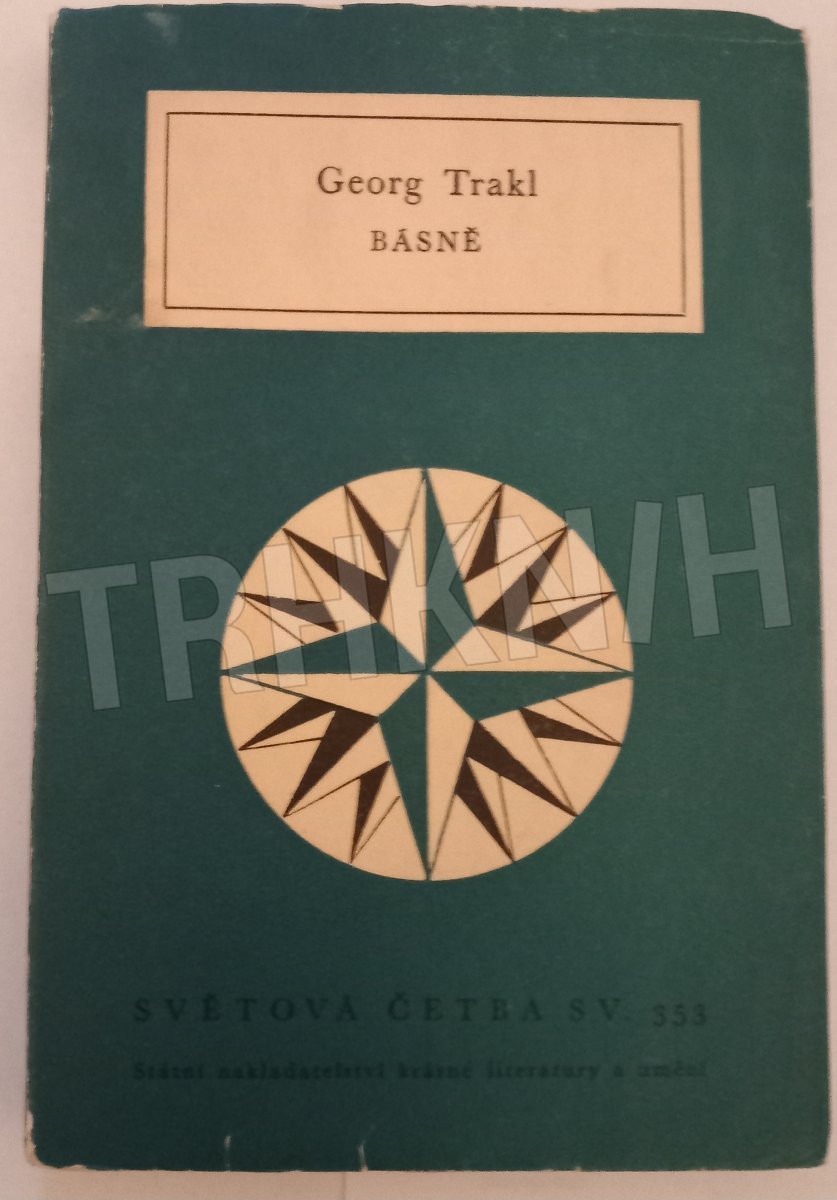 Georg Trakl
BÁSNĚ
TRHKNIH
SVĚTOVÁ ČETBA SV. 353
Státní nakladatelství krásné literatury a umění